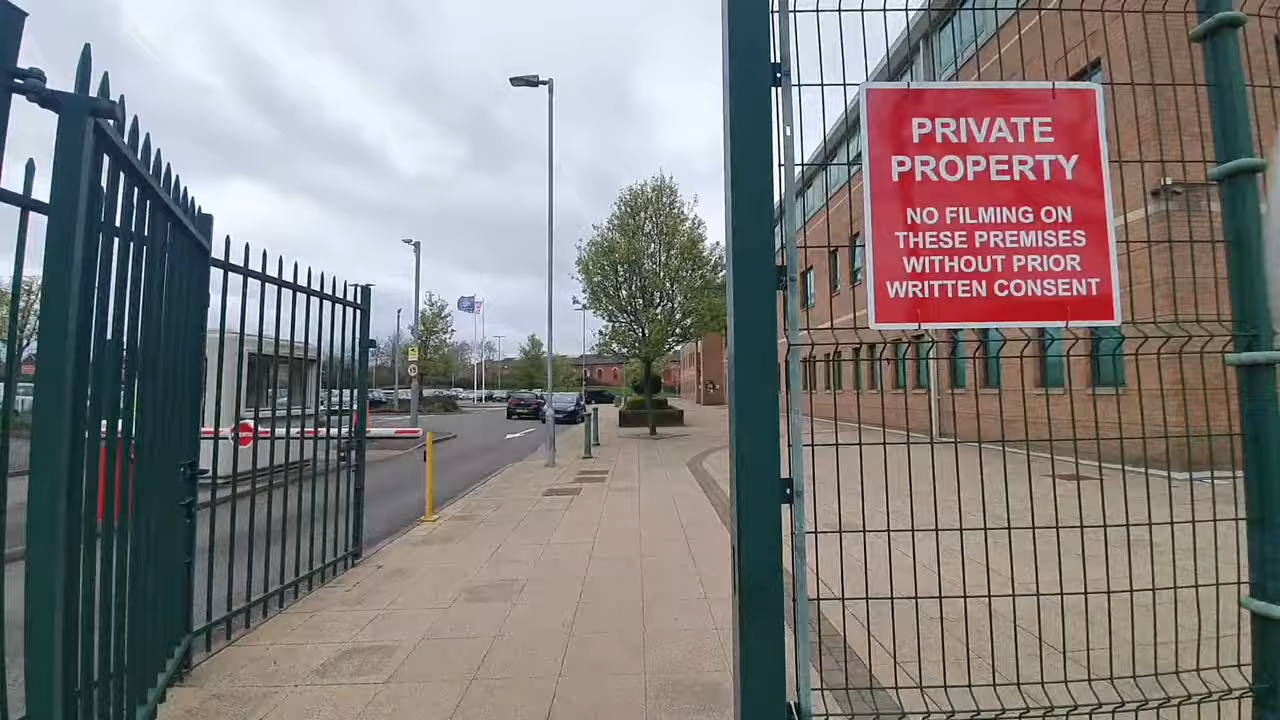 PRIVATE
PROPERTY
NO FILMING ON
THESE PREMISES
WITHOUT PRIOR
WRITTEN CONSENT